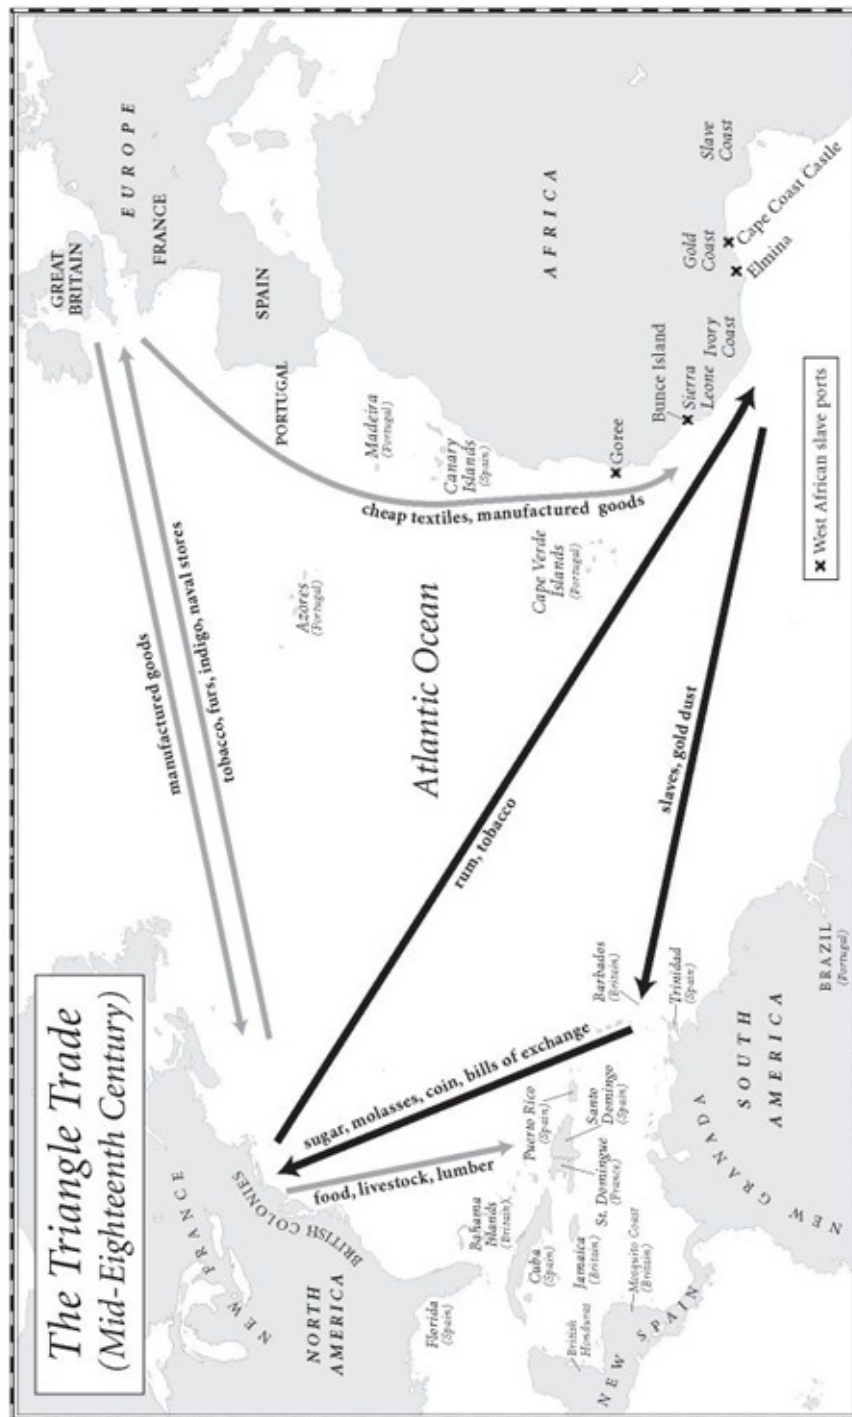 The Triangle Trade
(Mid-Eighteenth Century)
GREAT
BRITAIN
EUROPE
FRANCE
SPAIN
PORTUGAL
manufactured goods
tobacco, furs, indigo, naval stores
NEW FRANCE
BRITISH COLONIES
NORTH
AMERICA
Azores
(Portugal)
Madeira
(Portugal)
Canary
Islands
(Spain)
cheap textiles, manufactured goods
Atlantic Ocean
AFRICA
food, livestock, lumber
sugar, molasses, coin, bills of exchange
rum, tobacco
Florida
(Spain)
Bahama
Islands
(Britain)
Cuba
(Spain)
Puerto Rico
(Spain)
Santo
Domingo
(Spain)
St. Domingue
(France)
Jamaica
(Britain)
British
Honduras
Mosquito Coast
(Britain)
NEW SPAIN
Barbados
(Britain)
Trinidad
(Spain)
Cape Verde
Islands
(Portugal)
Goree
Bunce Island
Sierra
Leone
Ivory
Coast
Gold
Coast
Slave
Coast
Elmina
Cape Coast Castle
slaves, gold dust
NEW GRANADA
SOUTH
AMERICA
BRAZIL
(Portugal)
West African slave ports